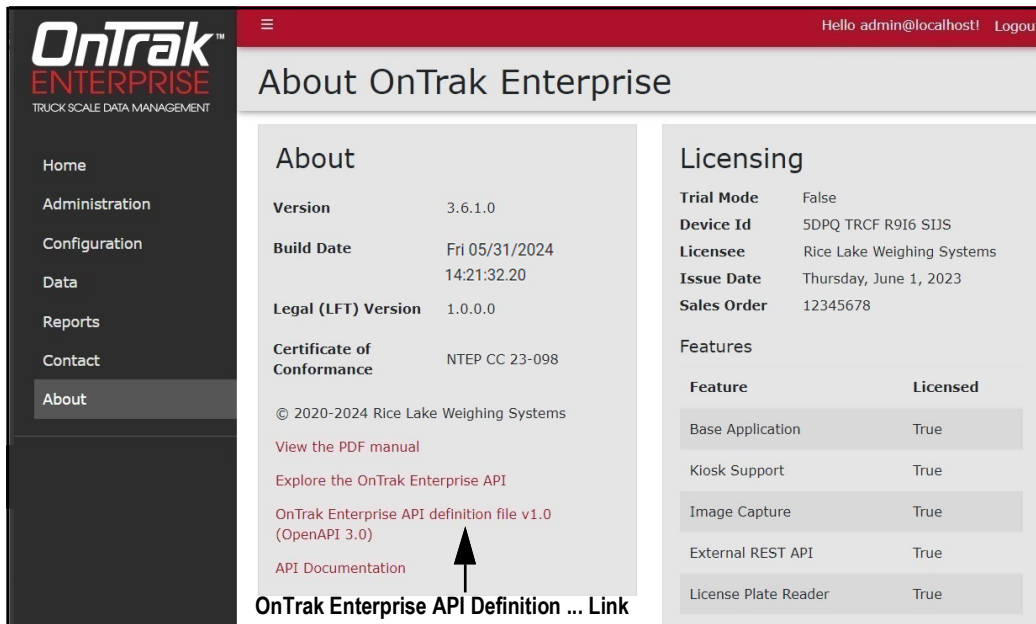 OnTrak™
ENTERPRISE
TRUCK SCALE DATA MANAGEMENT
Home
Administration
Configuration
Data
Reports
Contact
About
☰ Hello admin@localhost! Logout
About OnTrak Enterprise
About
Version 3.6.1.0
Build Date Fri 05/31/2024
14:21:32.20
Legal (LFT) Version 1.0.0.0
Certificate of
Conformance NTEP CC 23-098
© 2020-2024 Rice Lake Weighing Systems
View the PDF manual
Explore the OnTrak Enterprise API
OnTrak Enterprise API definition file v1.0
(OpenAPI 3.0)
API Documentation
OnTrak Enterprise API Definition ... Link
Licensing
Trial Mode False
Device Id 5DPQ TRCF R9I6 SIJS
Licensee Rice Lake Weighing Systems
Issue Date Thursday, June 1, 2023
Sales Order 12345678
Features
Feature Licensed
Base Application True
Kiosk Support True
Image Capture True
External REST API True
License Plate Reader True